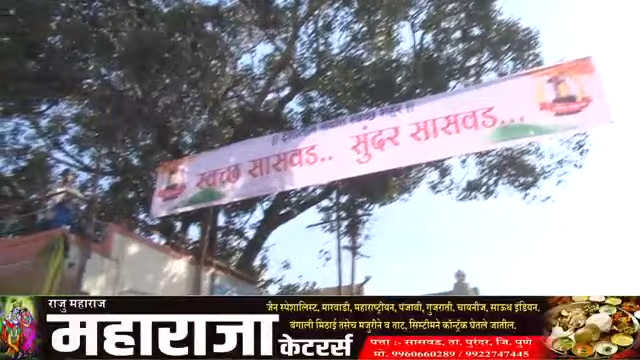 स्वच्छ सासवड.. सुंदर सासवड...
राजु महाराज
महाराजा केटरर्स
जैन स्पेशालिस्ट, मारवाडी, महाराष्ट्रीयन, पंजाबी, गुजराती, चायनीज, साऊथ इंडियन,
बंगाली मिठाई तसेच मजुरीने व ताट, सिस्टीमने कॉन्ट्रॅक घेतले जातील.
पत्ता :- सासवड, ता. पुरंदर, जि. पुणे
मो. 9960660289 / 9922747445